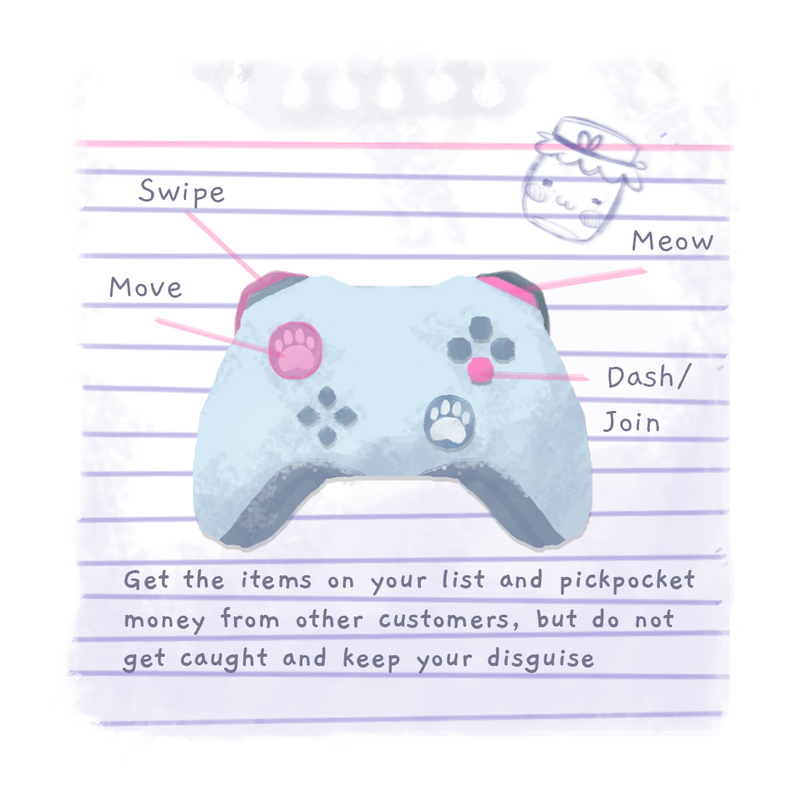 Swipe
Meow
Move
Dash/
Join
Get the items on your list and pickpocket
money from other customers, but do not
get caught and keep your disguise